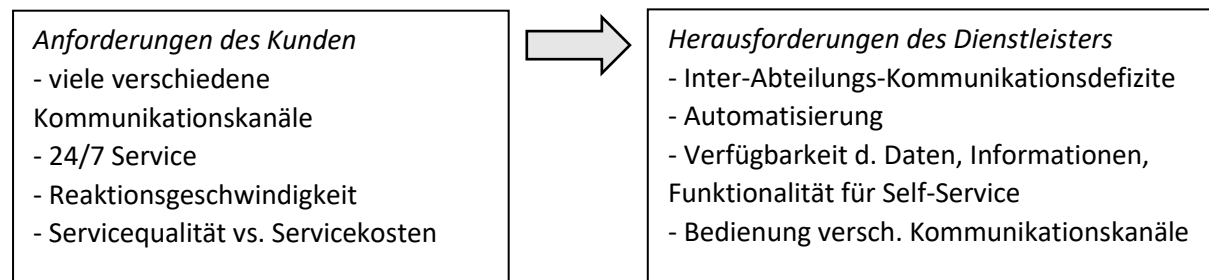 Anforderungen des Kunden
- viele verschiedene
Kommunikationskanäle
- 24/7 Service
- Reaktionsgeschwindigkeit
- Servicequalität vs. Servicekosten
Herausforderungen des Dienstleisters
- Inter-Abteilungs-Kommunikationsdefizite
- Automatisierung
- Verfügbarkeit d. Daten, Informationen,
Funktionalität für Self-Service
- Bedienung versch. Kommunikationskanäle